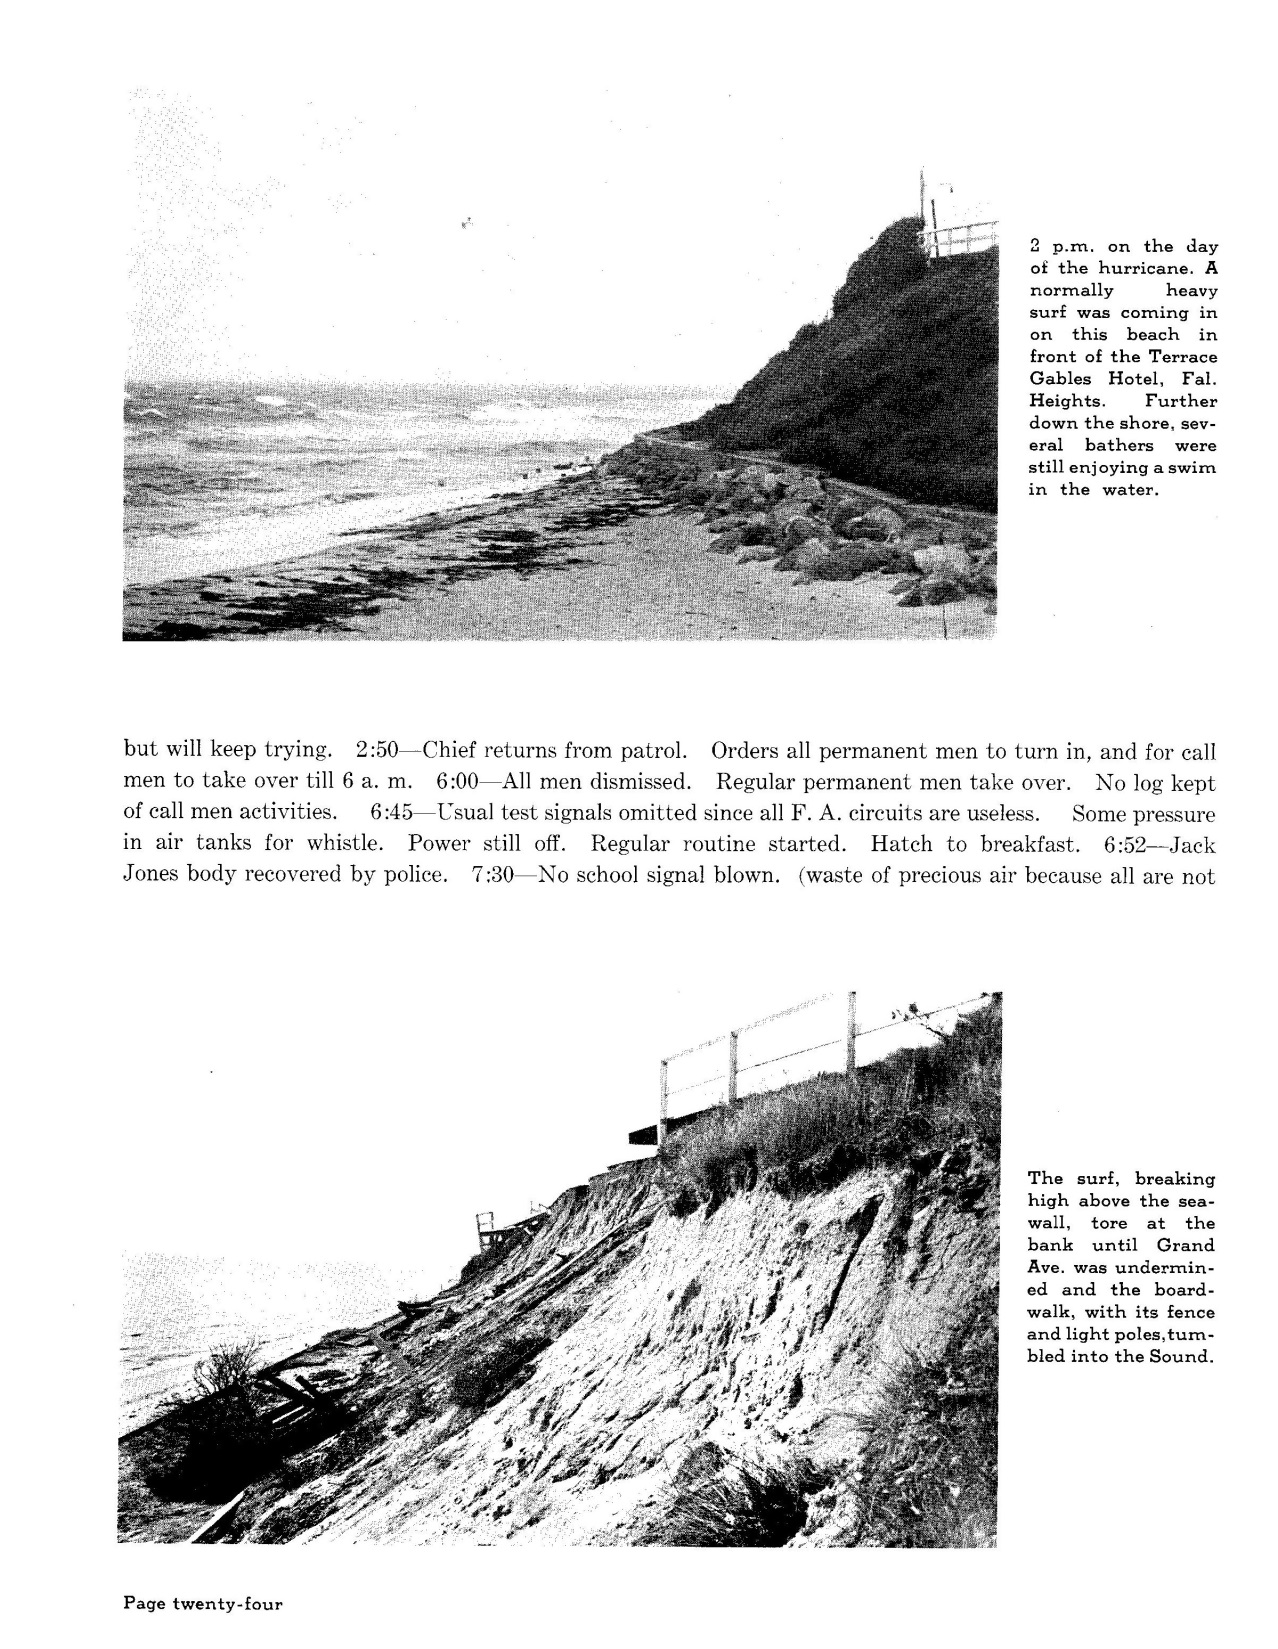 2 p.m. on the day
of the hurricane. A
normally heavy
surf was coming in
on this beach in
front of the Terrace
Gables Hotel, Fal.
Heights. Further
down the shore, sev-
eral bathers were
still enjoying a swim
in the water.
but will keep trying. 2:50—Chief returns from patrol. Orders all permanent men to turn in, and for call
men to take over till 6 a. m. 6:00—All men dismissed. Regular permanent men take over. No log kept
of call men activities. 6:45—Usual test signals omitted since all F. A. circuits are useless. Some pressure
in air tanks for whistle. Power still off. Regular routine started. Hatch to breakfast. 6:52—Jack
Jones body recovered by police. 7:30—No school signal blown. (waste of precious air because all are not
The surf, breaking
high above the sea-
wall, tore at the
bank until Grand
Ave. was undermin-
ed and the board-
walk, with its fence
and light poles,tum-
bled into the Sound.
Page twenty-four